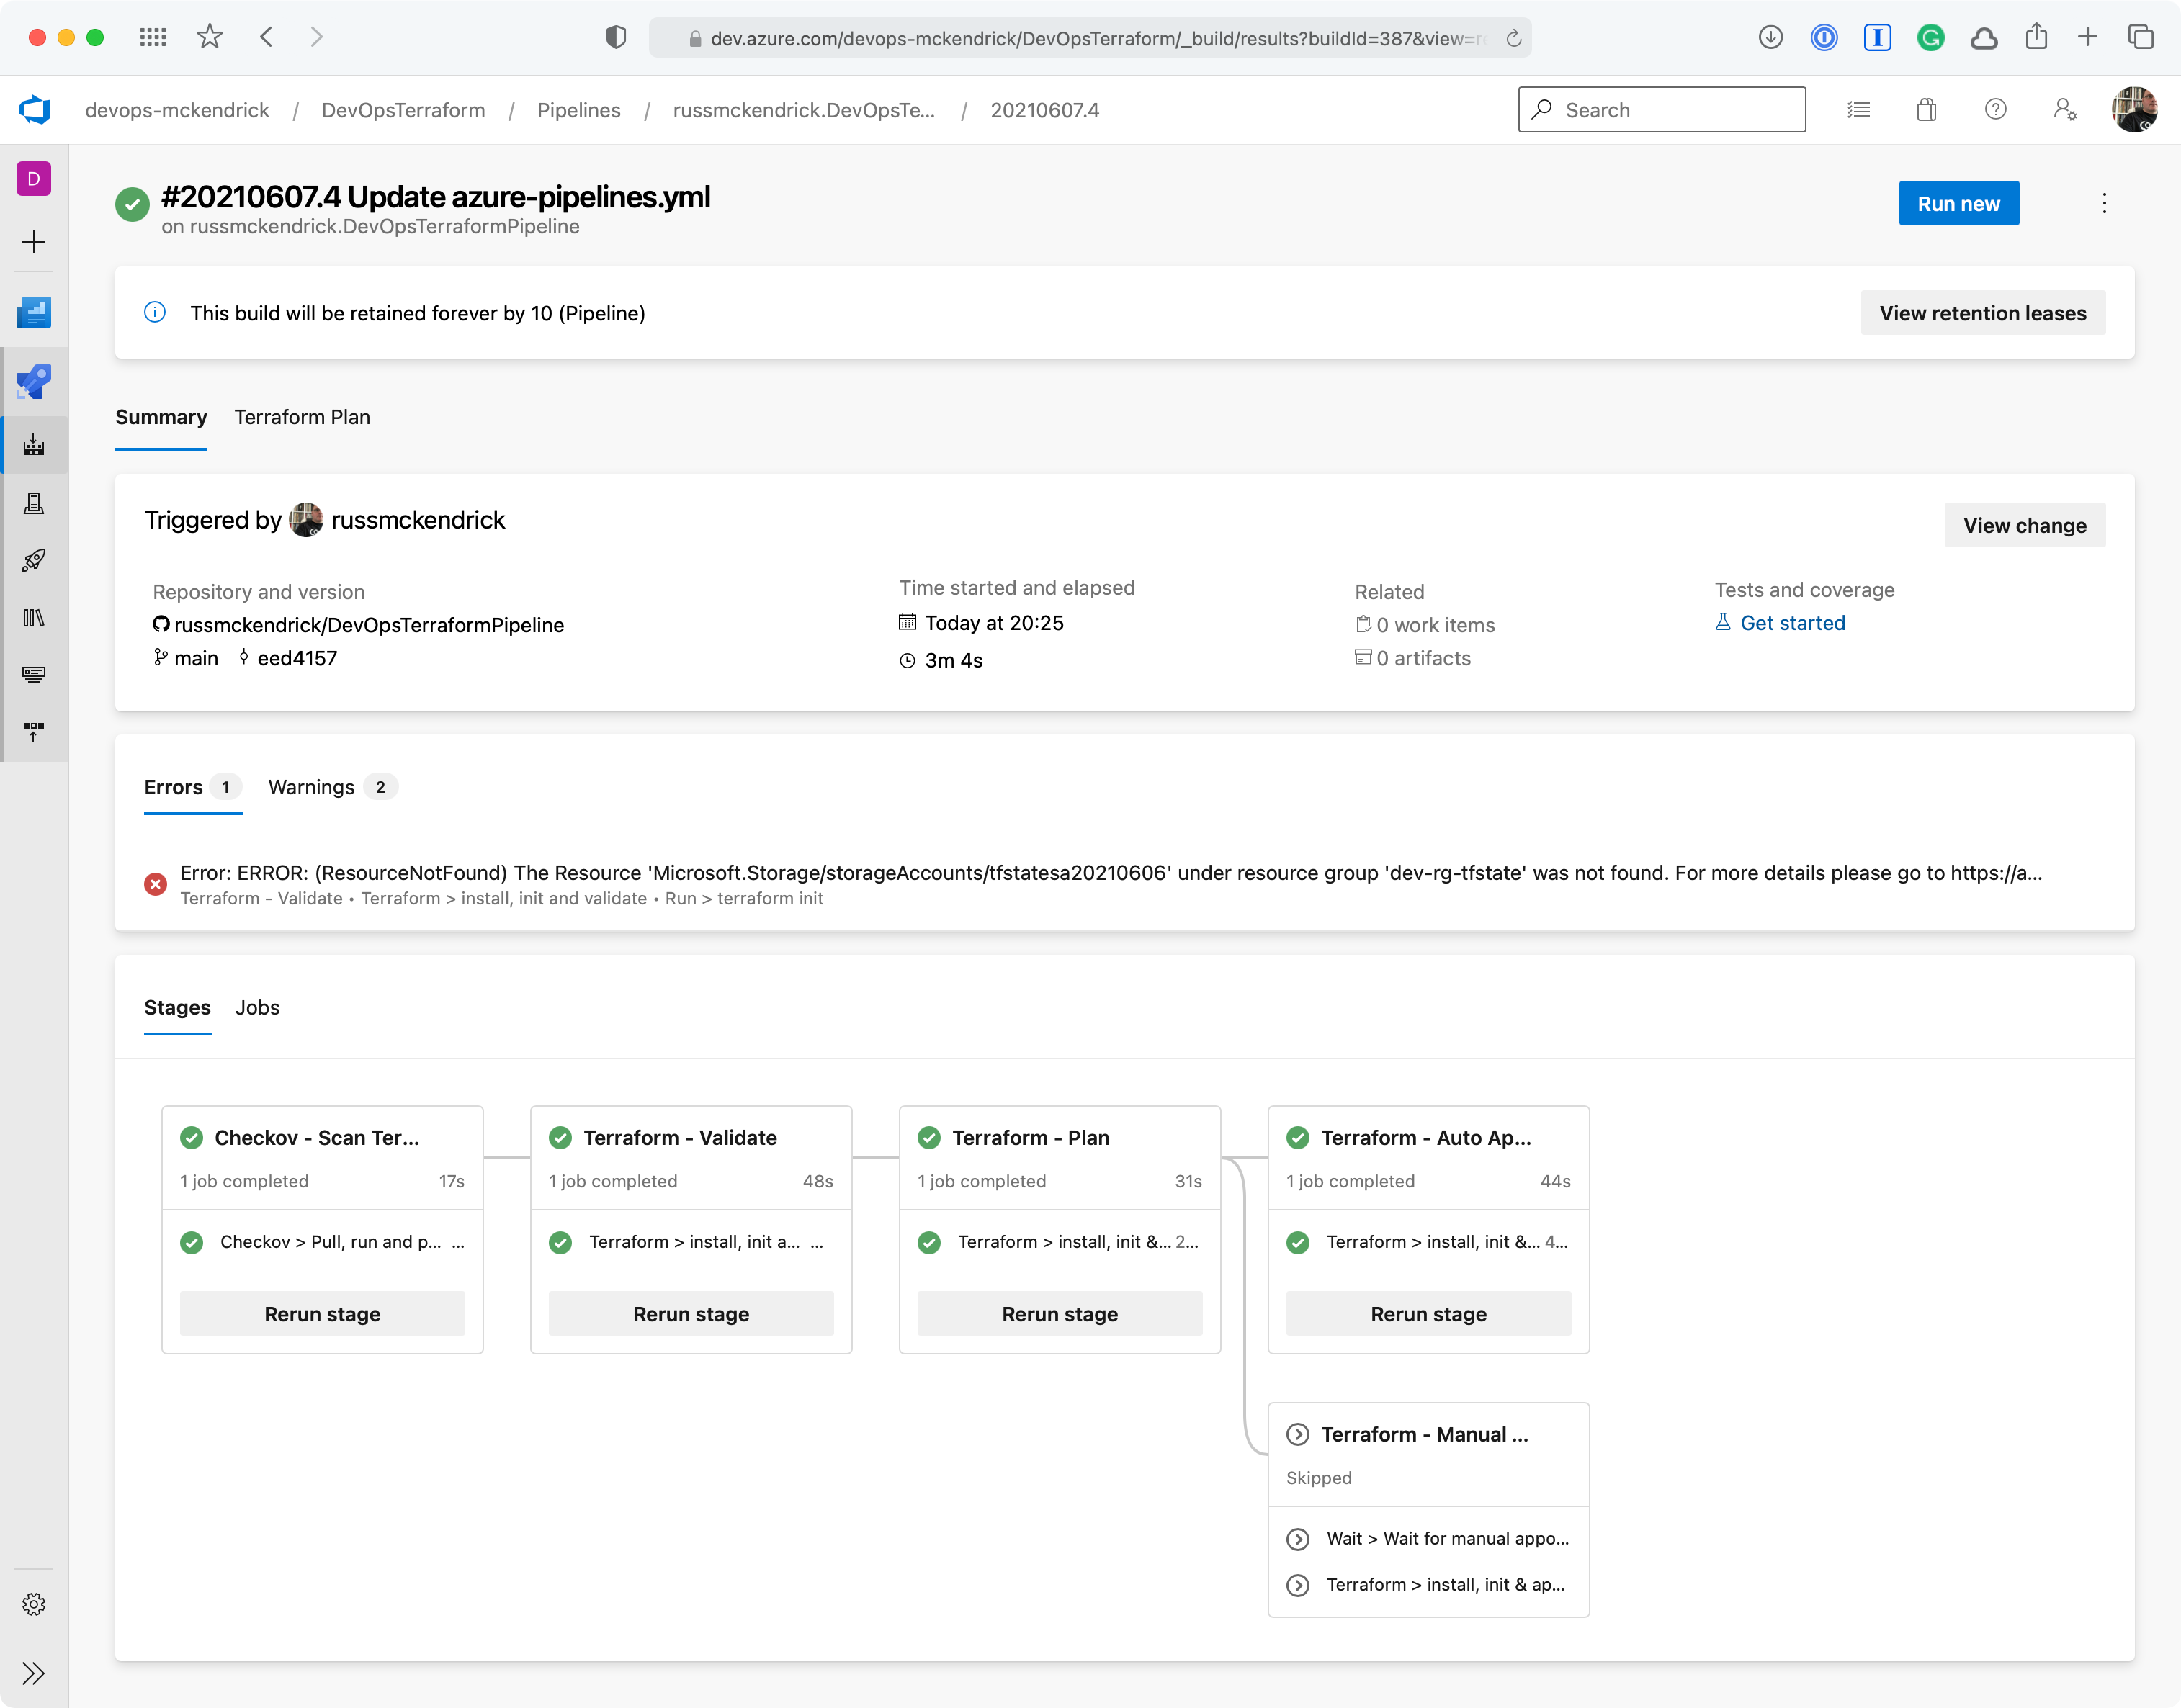 dev.azure.com/devops-mckendrick/DevOpsTerraform/_build/results?buildId=387&view=r
devops-mckendrick / DevOpsTerraform / Pipelines / russmckendrick.DevOpsTe... / 20210607.4
Search
D
#20210607.4 Update azure-pipelines.yml
on russmckendrick.DevOpsTerraformPipeline
Run new
This build will be retained forever by 10 (Pipeline)
View retention leases
Summary Terraform Plan
Triggered by russmckendrick
View change
Repository and version
russmckendrick/DevOpsTerraformPipeline
main eed4157
Time started and elapsed
Today at 20:25
3m 4s
Related
0 work items
0 artifacts
Tests and coverage
Get started
Errors 1 Warnings 2
Error: ERROR: (ResourceNotFound) The Resource 'Microsoft.Storage/storageAccounts/tfstatesa20210606' under resource group 'dev-rg-tfstate' was not found. For more details please go to https://a...
Terraform - Validate • Terraform > install, init and validate • Run > terraform init
Stages Jobs
Checkov - Scan Ter...
1 job completed 17s
Checkov > Pull, run and p... ...
Rerun stage
Terraform - Validate
1 job completed 48s
Terraform > install, init a... ...
Rerun stage
Terraform - Plan
1 job completed 31s
Terraform > install, init &... 2...
Rerun stage
Terraform - Auto Ap...
1 job completed 44s
Terraform > install, init &... 4...
Rerun stage
Terraform - Manual ...
Skipped
Wait > Wait for manual appo...
Terraform > install, init & ap...